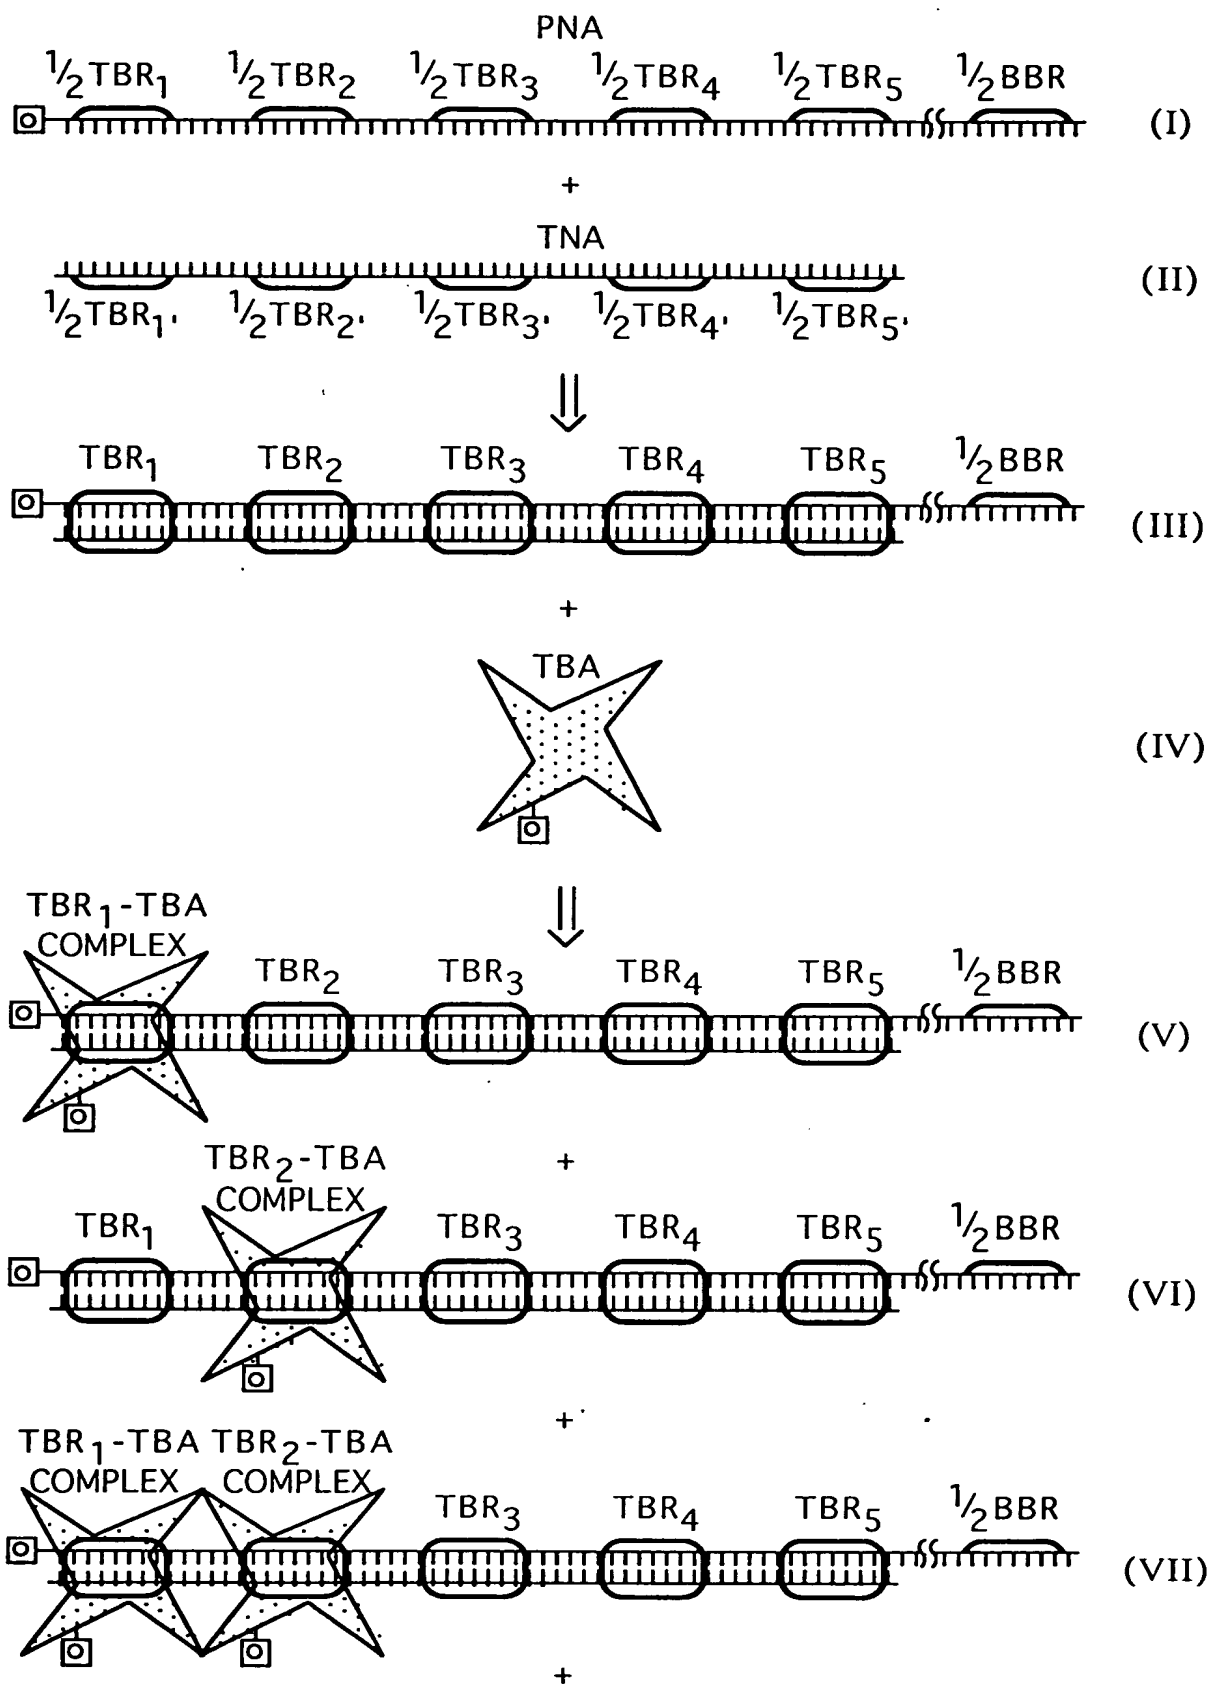 PNA
½TBR₁ ½TBR₂ ½TBR₃ ½TBR₄ ½TBR₅ ½BBR
(I)
+
TNA
(II)
½TBR₁' ½TBR₂' ½TBR₃' ½TBR₄' ½TBR₅'
TBR₁ TBR₂ TBR₃ TBR₄ TBR₅ ½BBR
(III)
+
TBA
(IV)
TBR₁-TBA
COMPLEX
TBR₂ TBR₃ TBR₄ TBR₅ ½BBR
(V)
+
TBR₂-TBA
COMPLEX
TBR₁ TBR₃ TBR₄ TBR₅ ½BBR
(VI)
+
TBR₁-TBA TBR₂-TBA
COMPLEX COMPLEX
TBR₃ TBR₄ TBR₅ ½BBR
(VII)
+